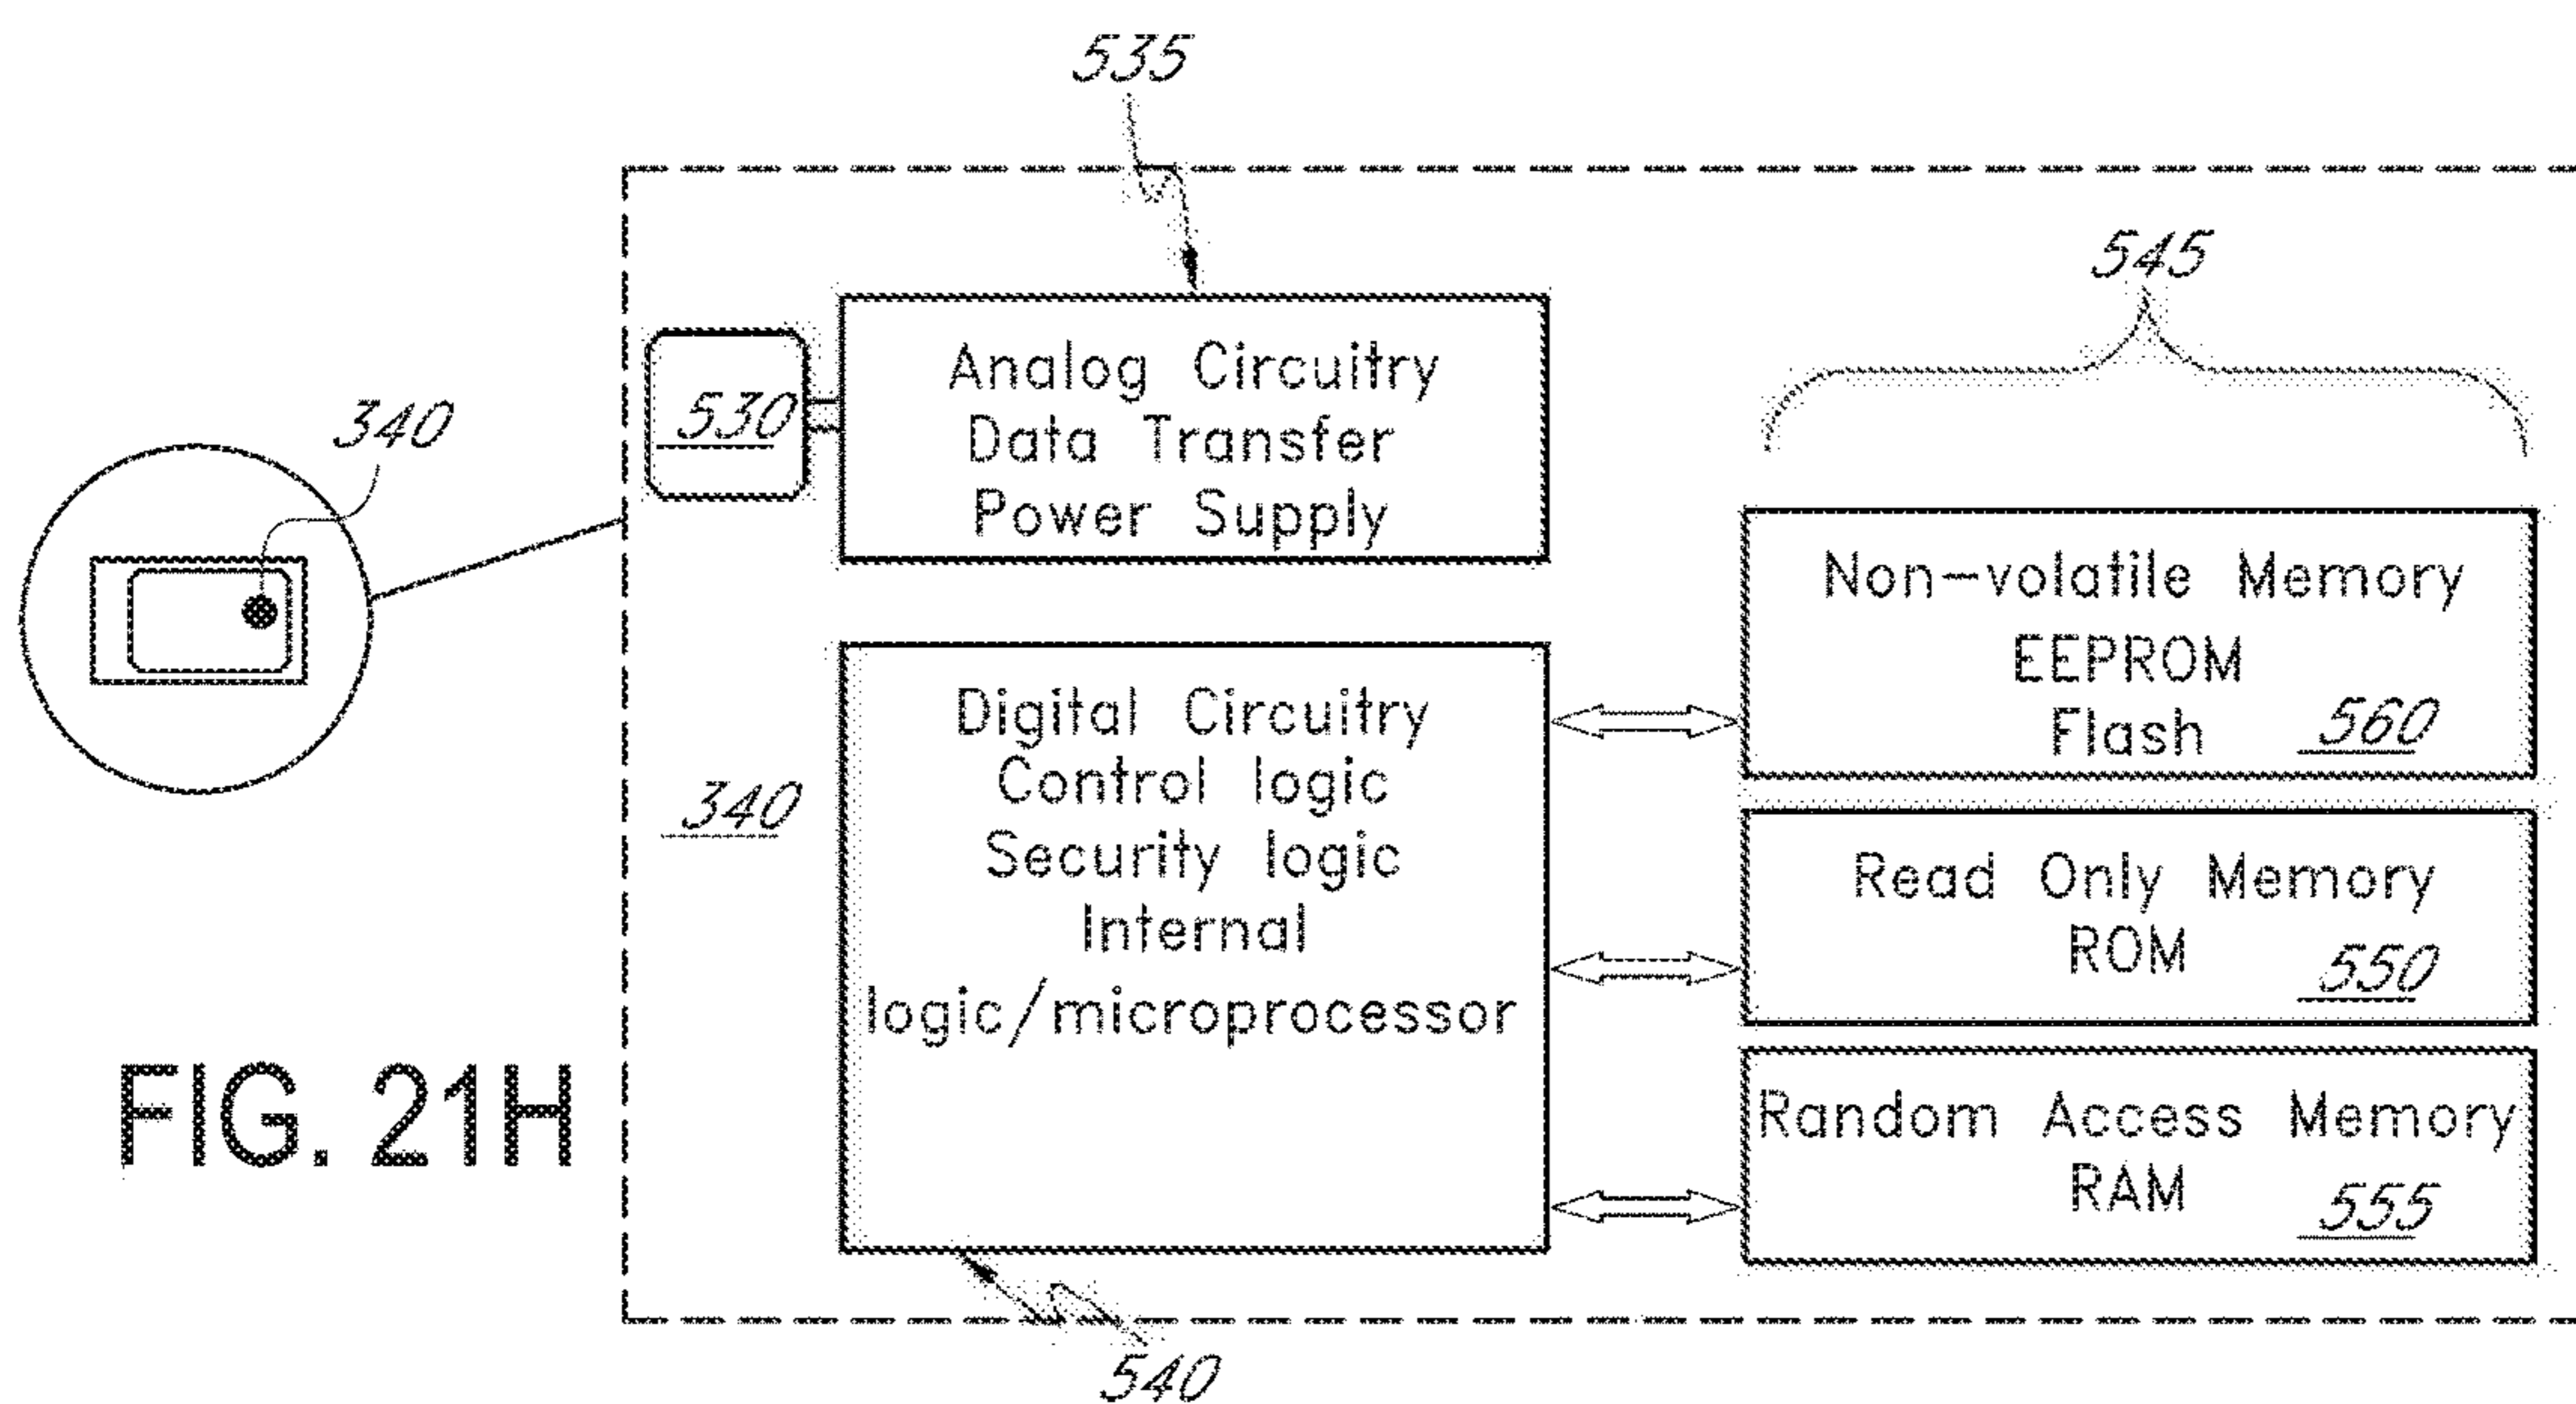 535
545
340
530
Analog Circuitry
Data Transfer
Power Supply
Non-volatile Memory
EEPROM
Flash 560
340
Digital Circuitry
Control logic
Security logic
Internal
logic/microprocessor
Read Only Memory
ROM 550
Random Access Memory
RAM 555
FIG. 21H
540